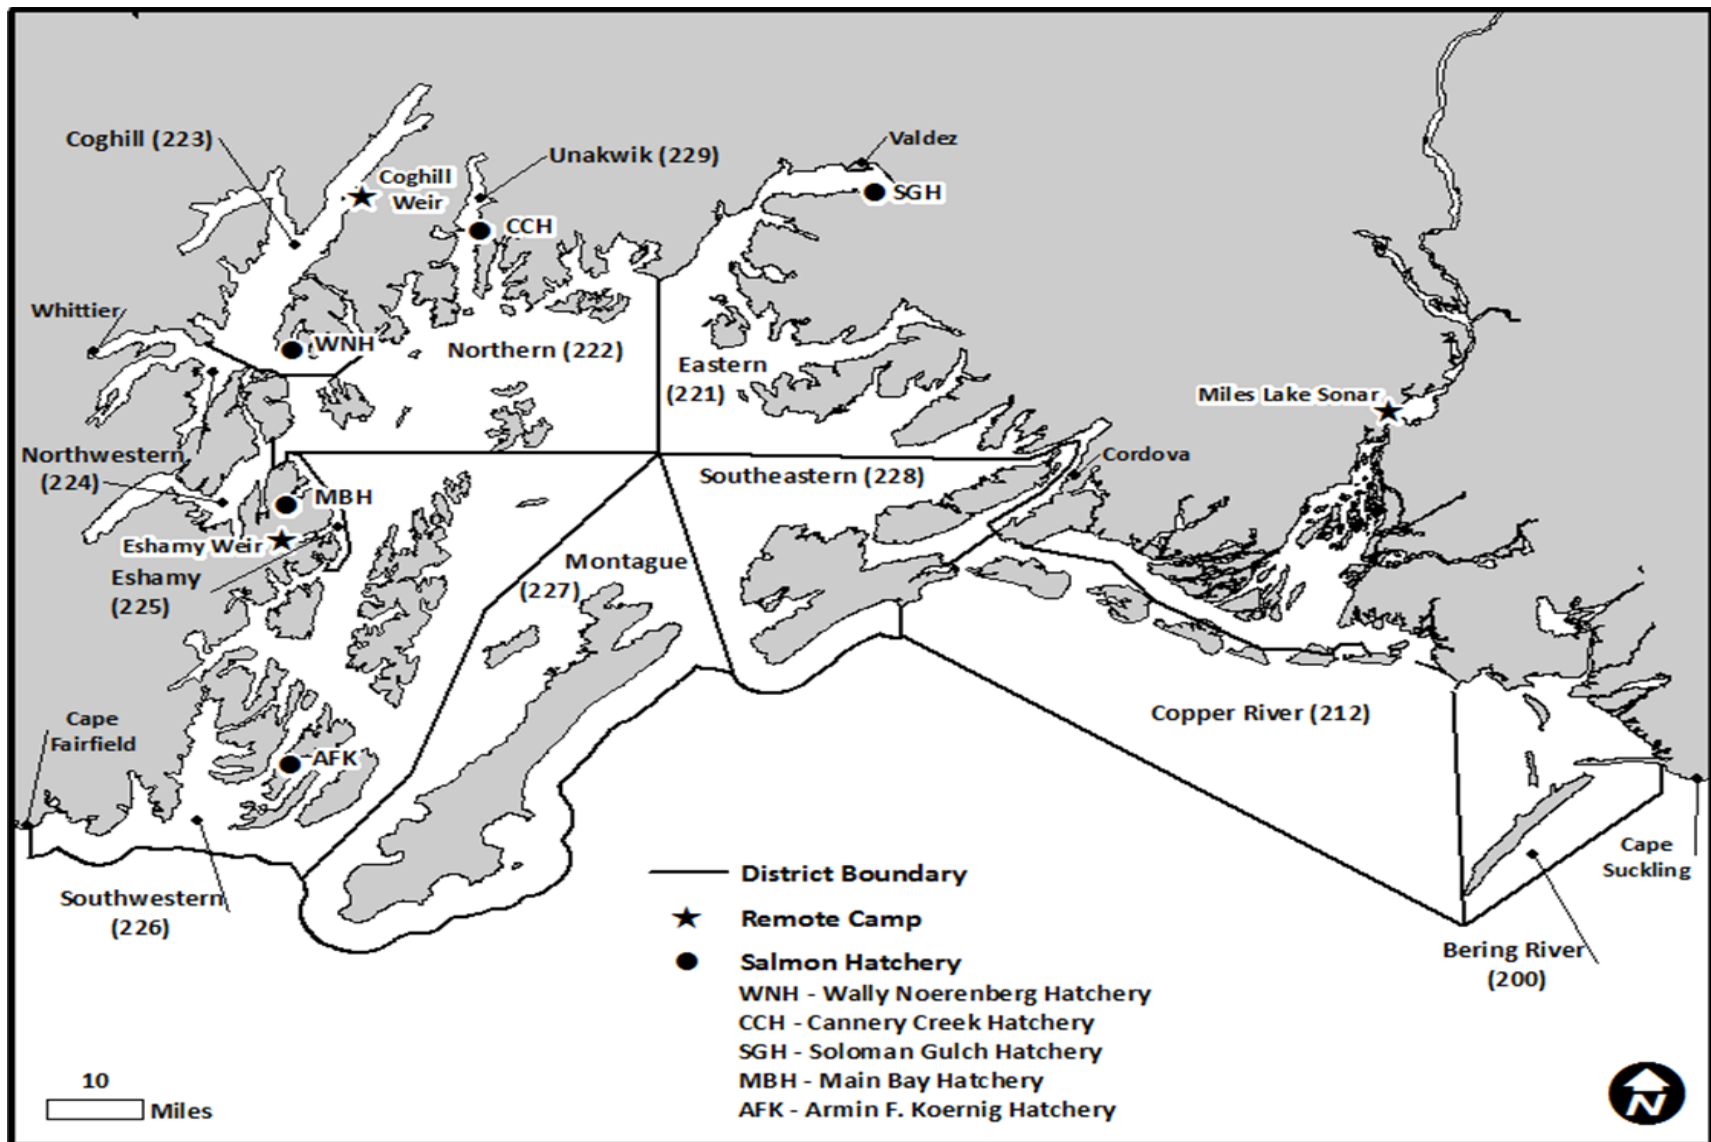 Coghill (223)
Unakwik (229)
Valdez
Coghill
Weir
SGH
CCH
Whittier
WNH
Northern (222)
Eastern
(221)
Miles Lake Sonar
Northwestern
(224)
Southeastern (228)
Cordova
MBH
Eshamy Weir
Eshamy
(225)
Montague
(227)
Cape
Fairfield
Copper River (212)
AFK
Southwestern
(226)
Cape
Suckling
Bering River
(200)
District Boundary
Remote Camp
Salmon Hatchery
WNH - Wally Noerenberg Hatchery
CCH - Cannery Creek Hatchery
SGH - Soloman Gulch Hatchery
MBH - Main Bay Hatchery
AFK - Armin F. Koernig Hatchery
10
Miles
N